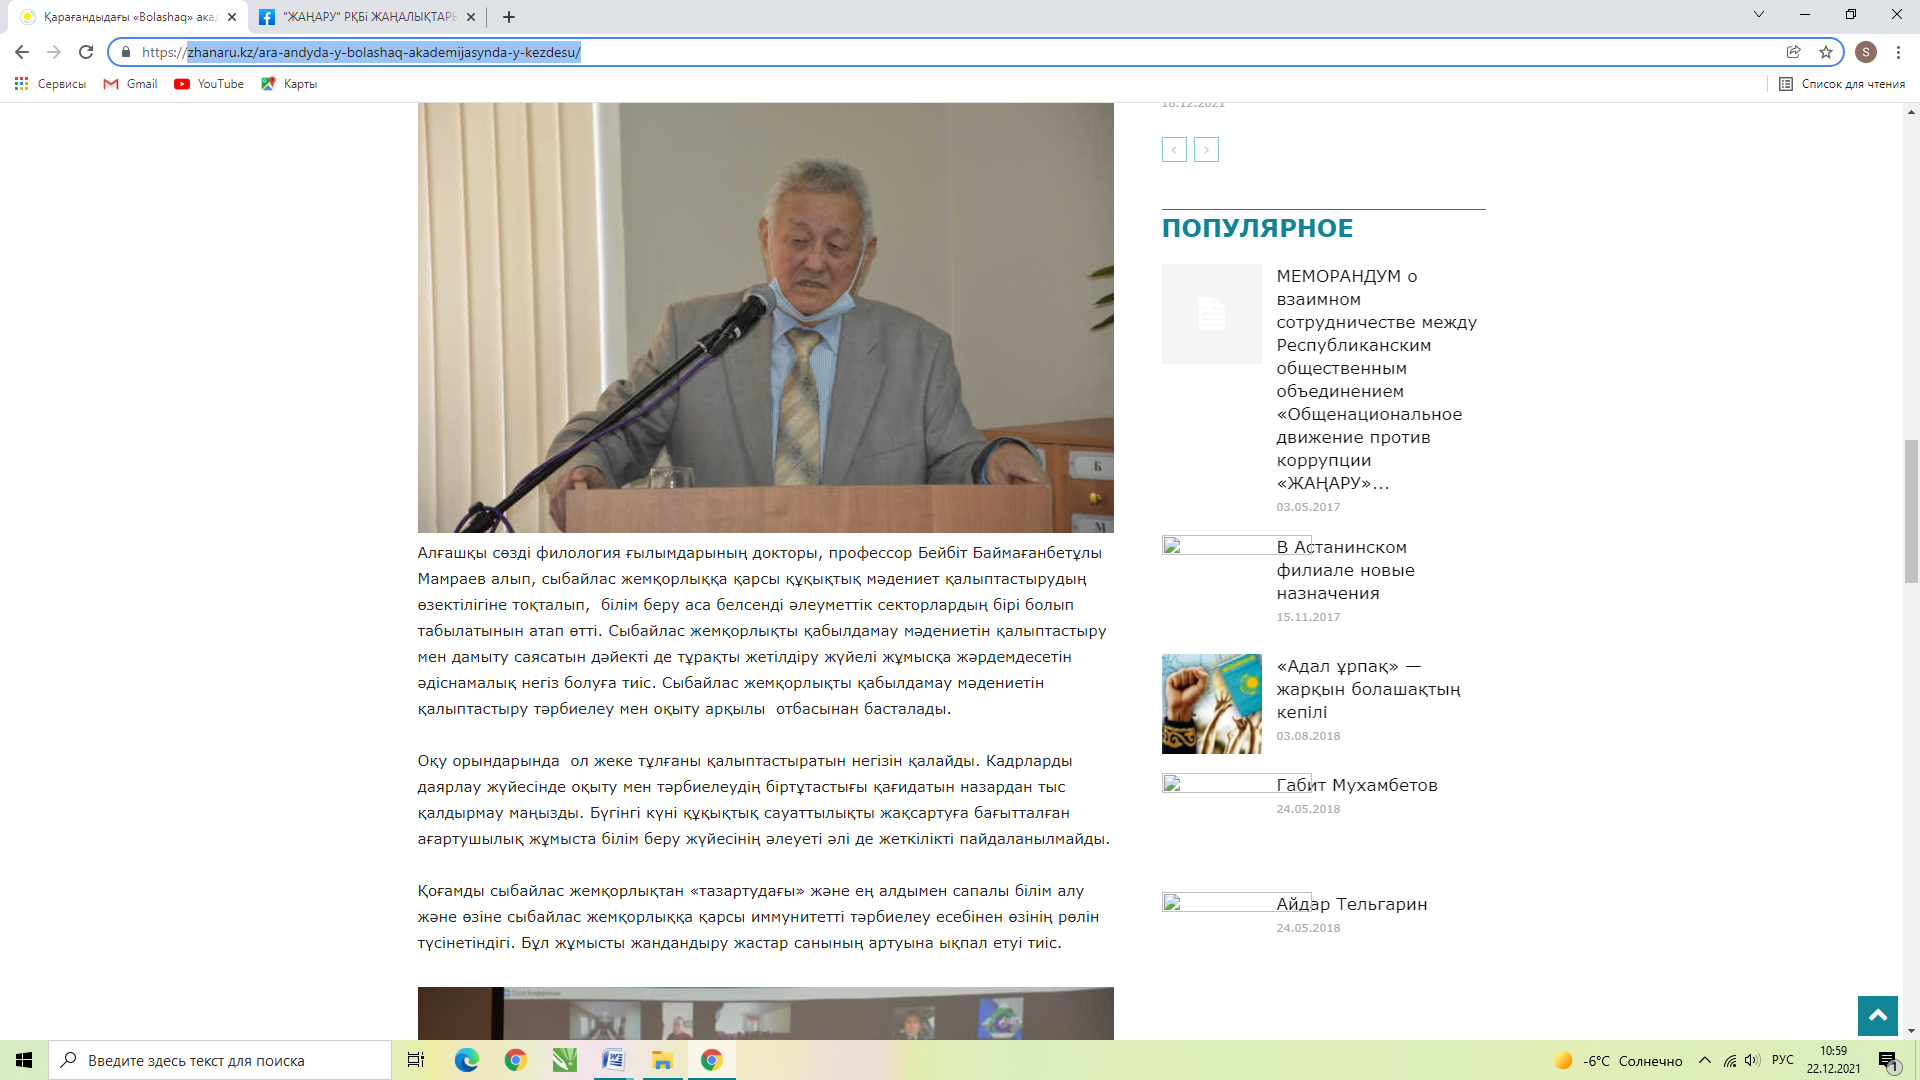 Қарағандыдағы «Bolashaq» ака
"ЖАҢАРУ" РҚБі ЖАҢАЛЫҚТАРЫ
https://zhanaru.kz/ara-andyda-y-bolashaq-akademijasynda-y-kezdesu/
S
Сервисы
Gmail
YouTube
Карты
Список для чтения
18.12.2021
ПОПУЛЯРНОЕ
МЕМОРАНДУМ о
взаимном
сотрудничестве между
Республиканским
общественным
объединением
«Общенациональное
движение против
коррупции
«ЖАҢАРУ»...
03.05.2017
В Астанинском
филиале новые
назначения
15.11.2017
«Адал ұрпақ» —
жарқын болашақтың
кепілі
03.08.2018
Габит Мухамбетов
24.05.2018
Айдар Тельгарин
24.05.2018
Б
М
Алғашқы сөзді филология ғылымдарының докторы, профессор Бейбіт Баймағанбетұлы
Мамраев алып, сыбайлас жемқорлыққа қарсы құқықтық мәдениет қалыптастырудың
өзектілігіне тоқталып,  білім беру аса белсенді әлеуметтік секторлардың бірі болып
табылатынын атап өтті. Сыбайлас жемқорлықты қабылдамау мәдениетін қалыптастыру
мен дамыту саясатын дәйекті де тұрақты жетілдіру жүйелі жұмысқа жәрдемдесетін
әдіснамалық негіз болуға тиіс. Сыбайлас жемқорлықты қабылдамау мәдениетін
қалыптастыру тәрбиелеу мен оқыту арқылы  отбасынан басталады.
Оқу орындарында  ол жеке тұлғаны қалыптастыратын негізін қалайды. Кадрларды
даярлау жүйесінде оқыту мен тәрбиелеудің біртұтастығы қағидатын назардан тыс
қалдырмау маңызды. Бүгінгі күні құқықтық сауаттылықты жақсартуға бағытталған
ағартушылық жұмыста білім беру жүйесінің әлеуеті әлі де жеткілікті пайдаланылмайды.
Қоғамды сыбайлас жемқорлықтан «тазартудағы» және ең алдымен сапалы білім алу
және өзіне сыбайлас жемқорлыққа қарсы иммунитетті тәрбиелеу есебінен өзінің рөлін
түсінетіндігі. Бұл жұмысты жандандыру жастар санының артуына ықпал етуі тиіс.
Введите здесь текст для поиска
-6°C Солнечно
РУС
10:59
22.12.2021
1